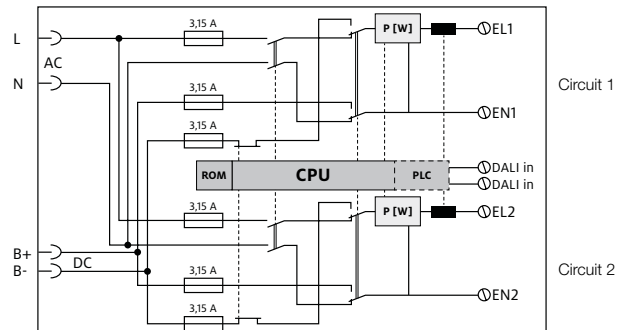 3,15 A
L
P [W]
EL1
AC
N
Circuit 1
3,15 A
EN1
3,15 A
DALI in
ROM
CPU
PLC
DALI in
3,15 A
P [W]
EL2
B+
DC
B-
3,15 A
Circuit 2
EN2
3,15 A